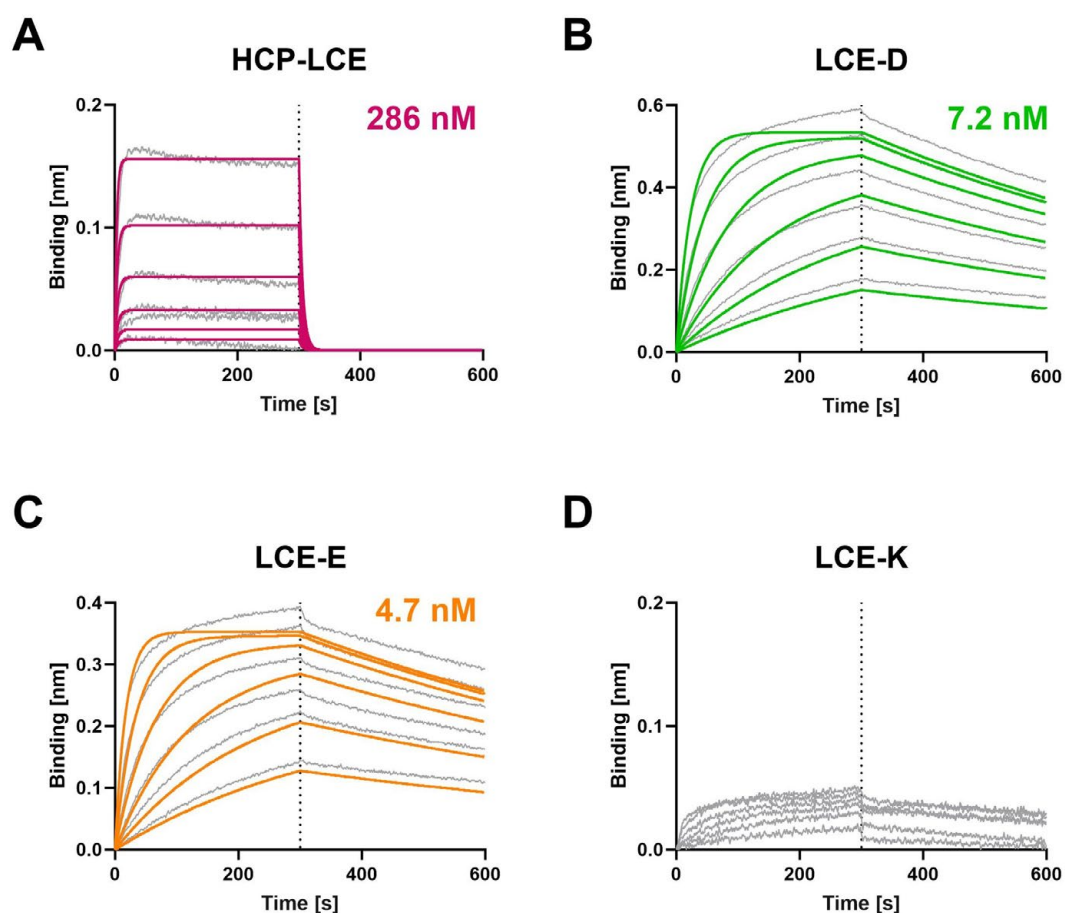 A
HCP-LCE
286 nM
Binding [nm]
0.2
0.1
0.0
0
200
400
600
Time [s]
B
LCE-D
7.2 nM
Binding [nm]
0.6
0.4
0.2
0.0
0
200
400
600
Time [s]
C
LCE-E
4.7 nM
Binding [nm]
0.4
0.3
0.2
0.1
0.0
0
200
400
600
Time [s]
D
LCE-K
Binding [nm]
0.2
0.1
0.0
0
200
400
600
Time [s]